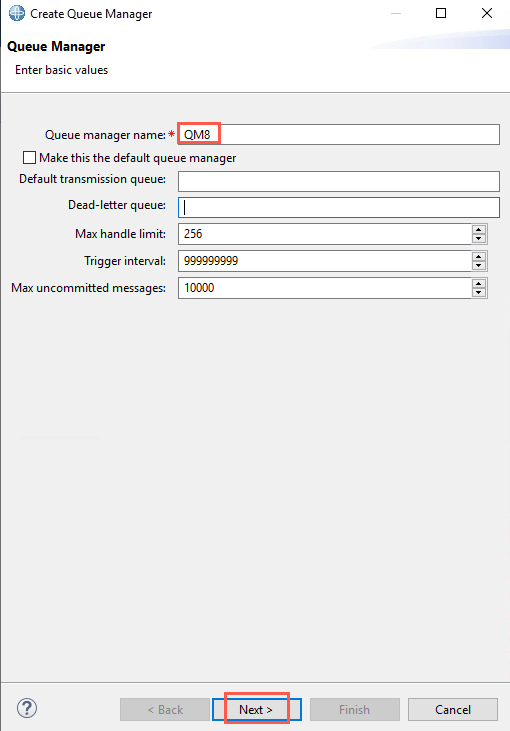 Create Queue Manager
Queue Manager
Enter basic values
Queue manager name: * QM8
Make this the default queue manager
Default transmission queue:
Dead-letter queue:
Max handle limit: 256
Trigger interval: 999999999
Max uncommitted messages: 10000
? < Back Next > Finish Cancel